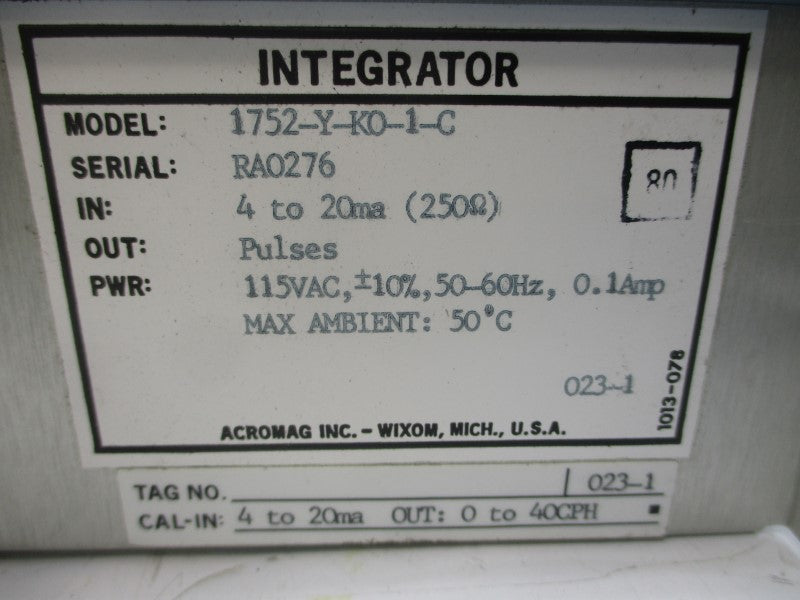 INTEGRATOR
MODEL: 1752-Y-KO-1-C
SERIAL: RA0276
80
IN: 4 to 20ma (250Ω)
OUT: Pulses
PWR: 115VAC,±10%,50-60Hz, 0.1Amp
MAX AMBIENT: 50°C
023-1
1013-078
ACROMAG INC. – WIXOM, MICH., U.S.A.
TAG NO. 023-1
CAL-IN: 4 to 20ma OUT: 0 to 40CPH